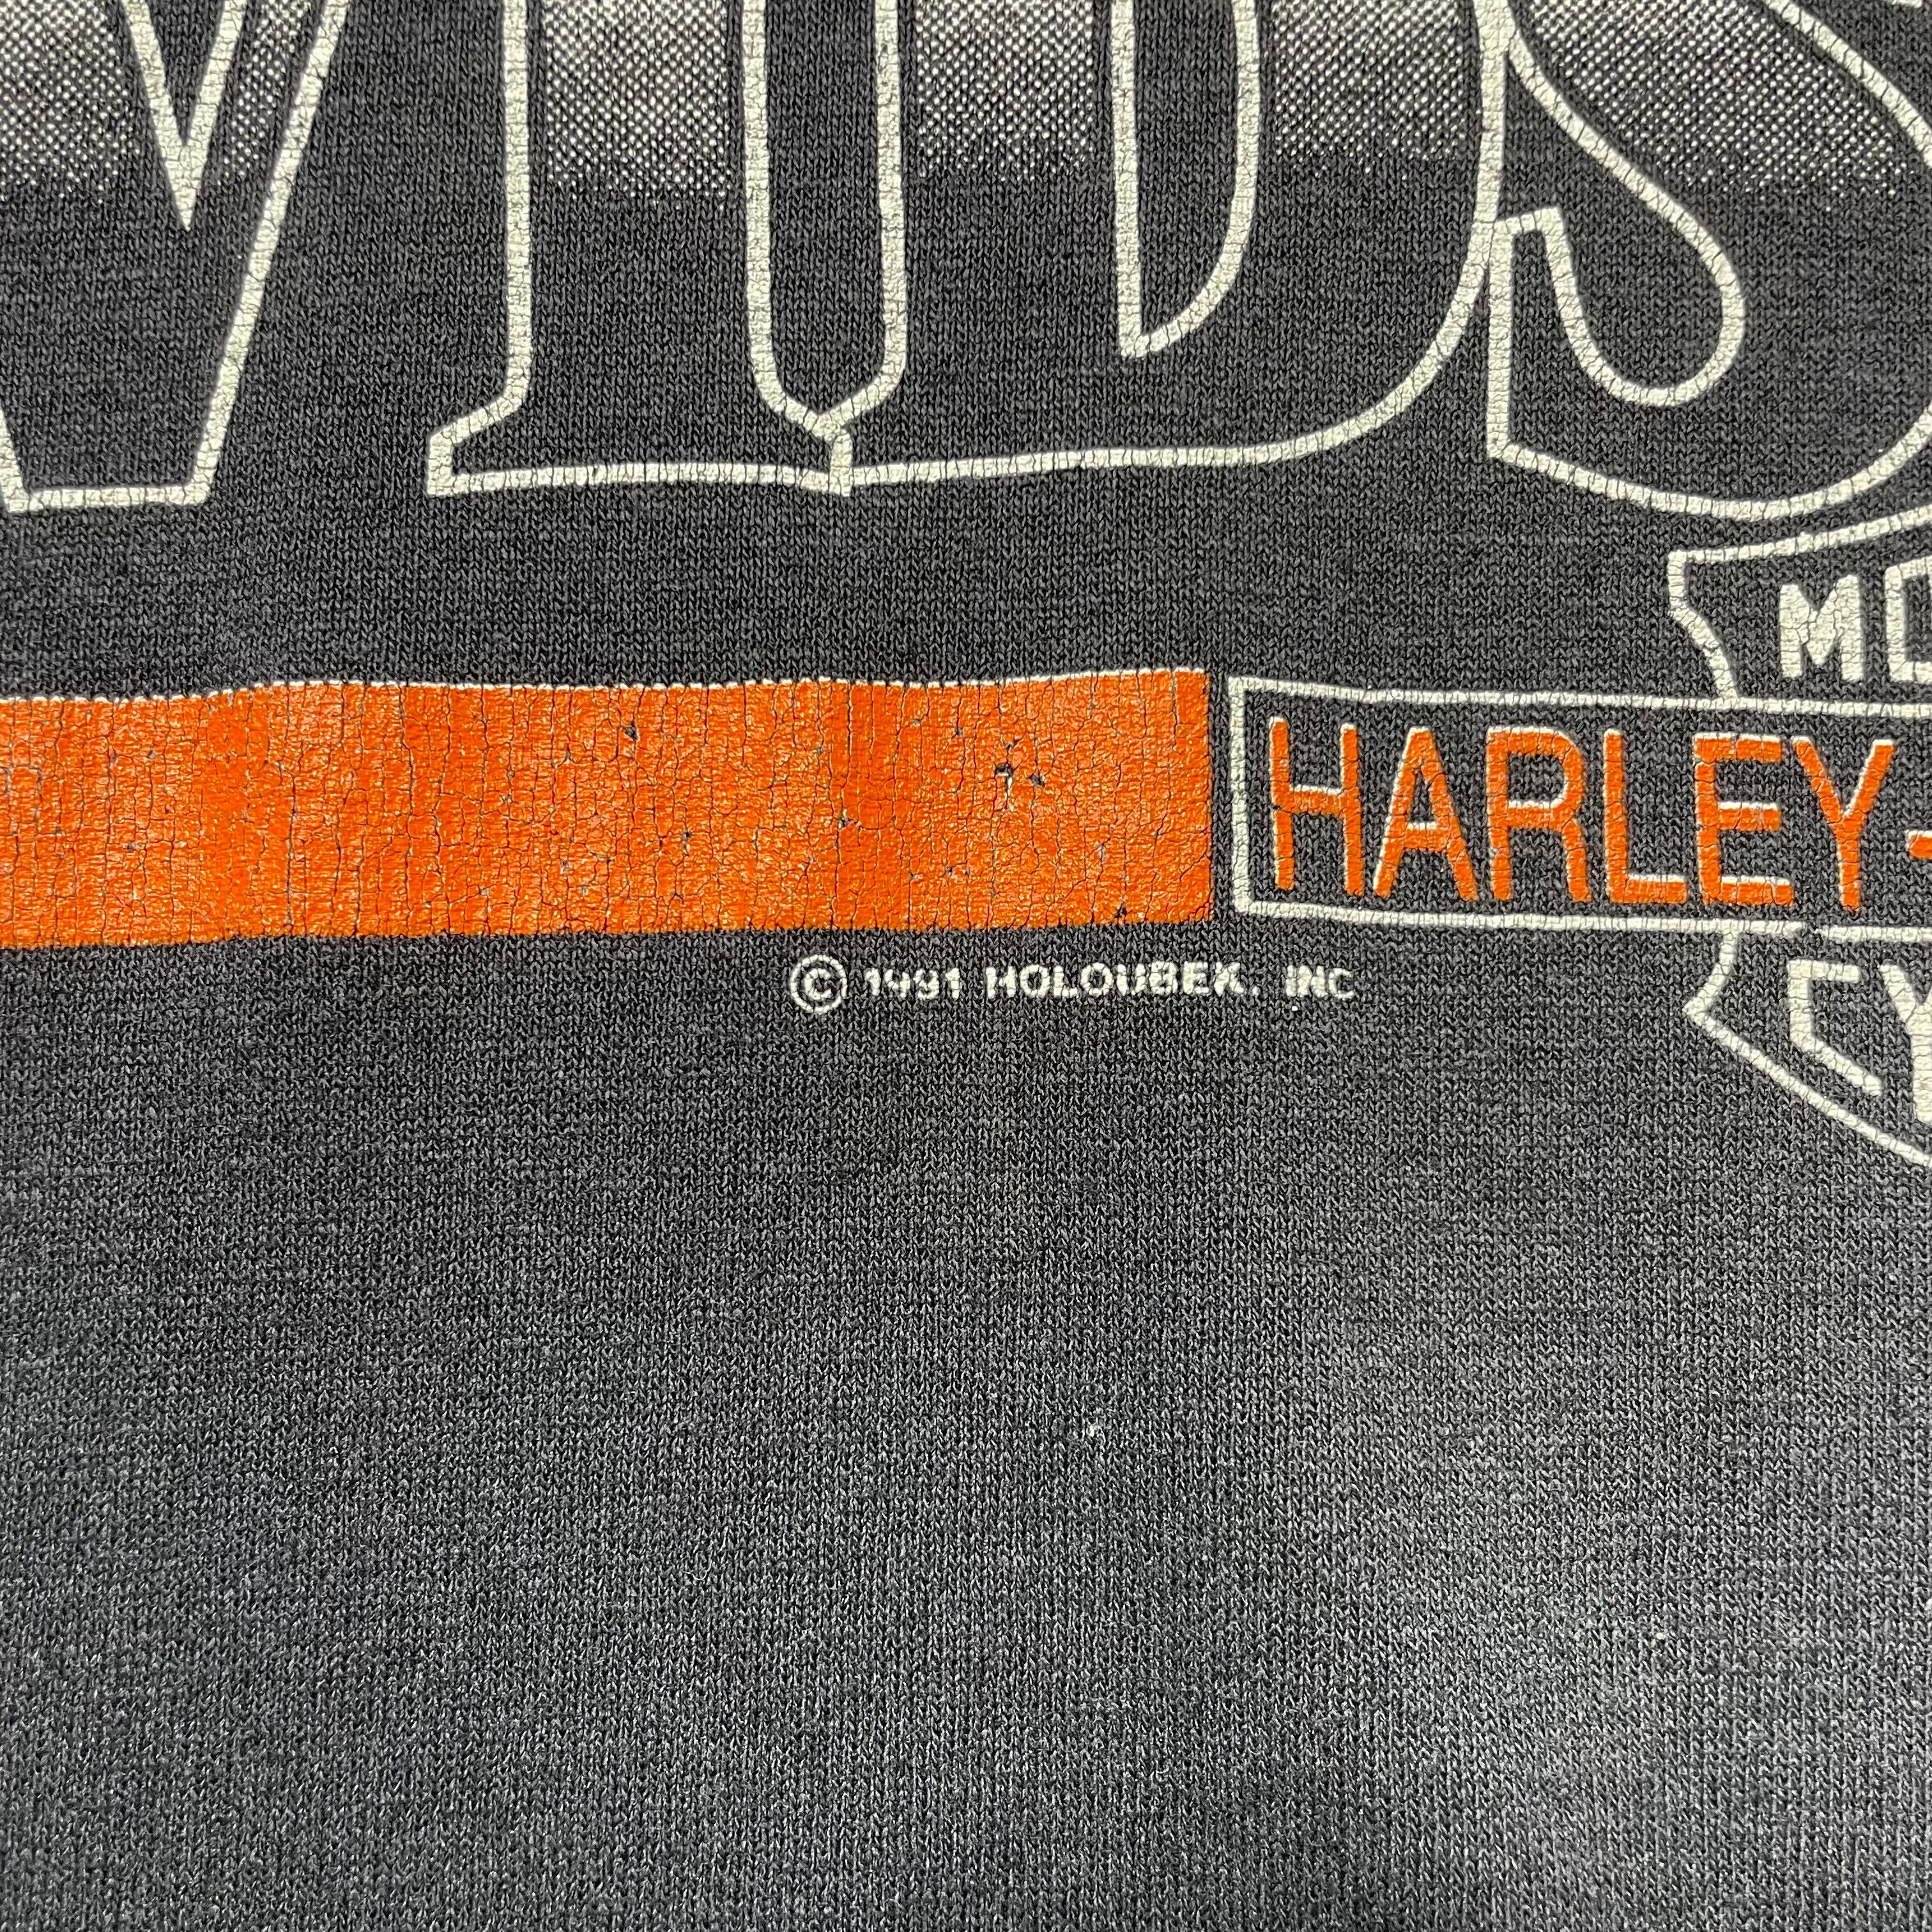 VIDS
MO
HARLEY-
© 1991 HOLOUBEK, INC
CY